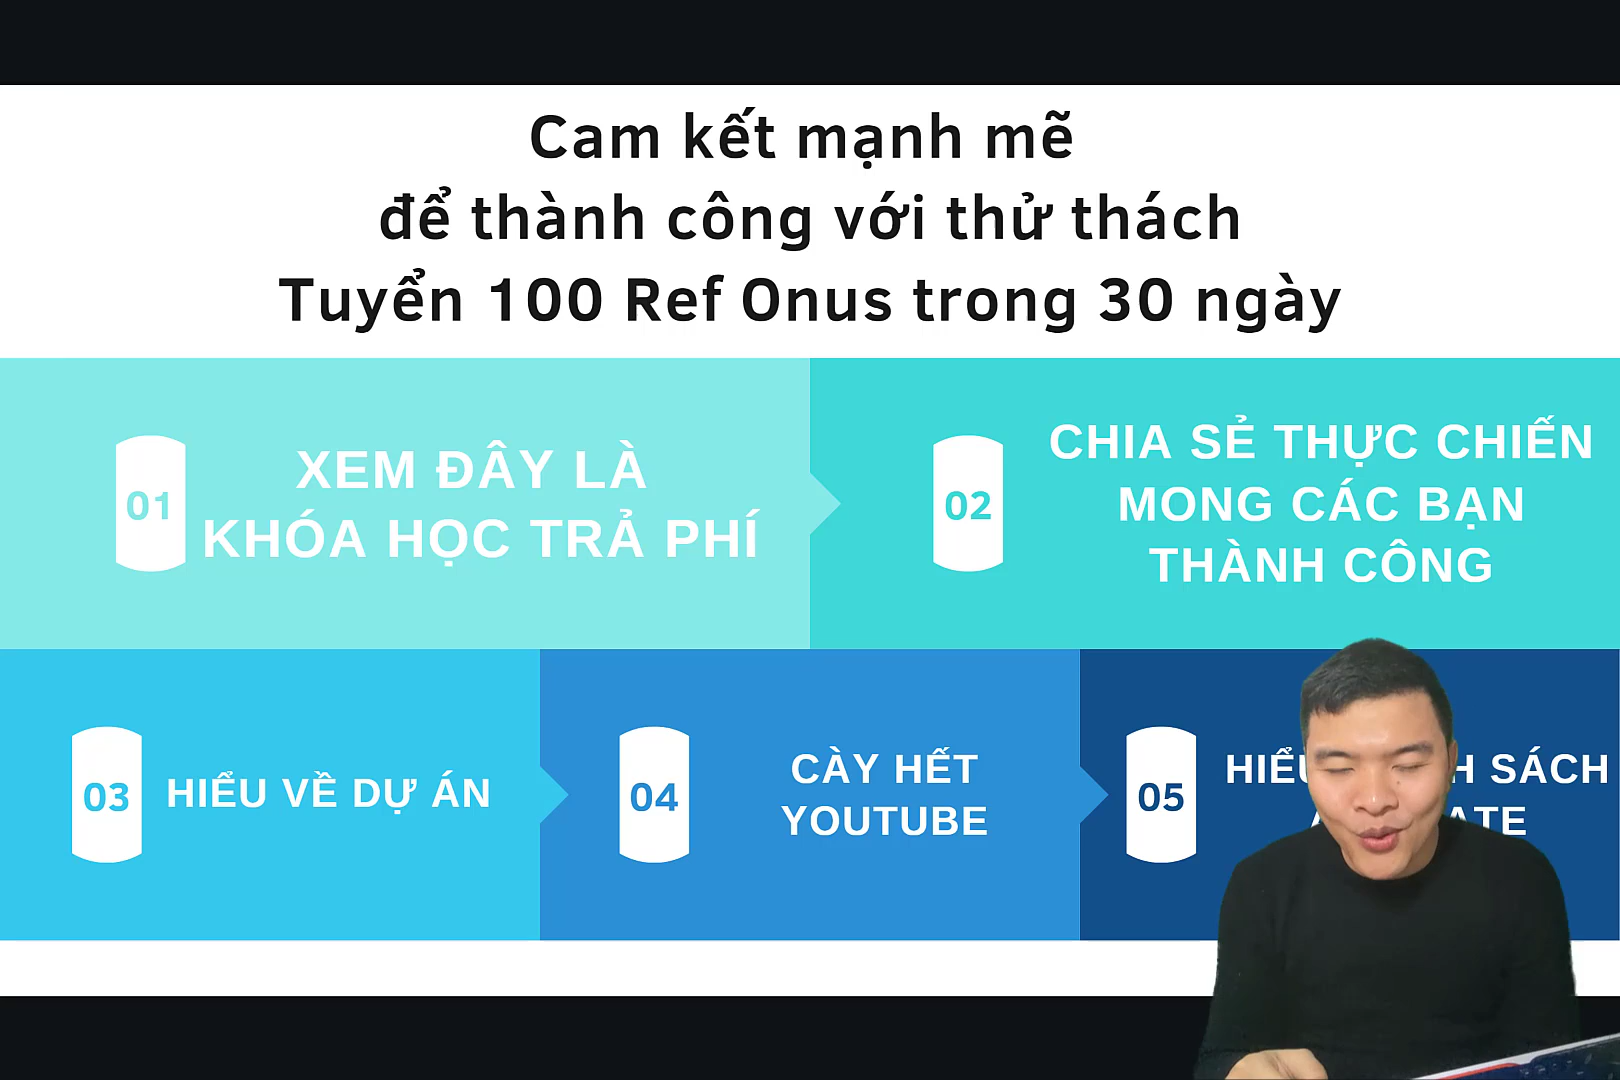 Cam kết mạnh mẽ
để thành công với thử thách
Tuyển 100 Ref Onus trong 30 ngày
01
XEM ĐÂY LÀ
KHÓA HỌC TRẢ PHÍ
02
CHIA SẺ THỰC CHIẾN
MONG CÁC BẠN
THÀNH CÔNG
03
HIỂU VỀ DỰ ÁN
04
CÀY HẾT
YOUTUBE
05
SÁCH